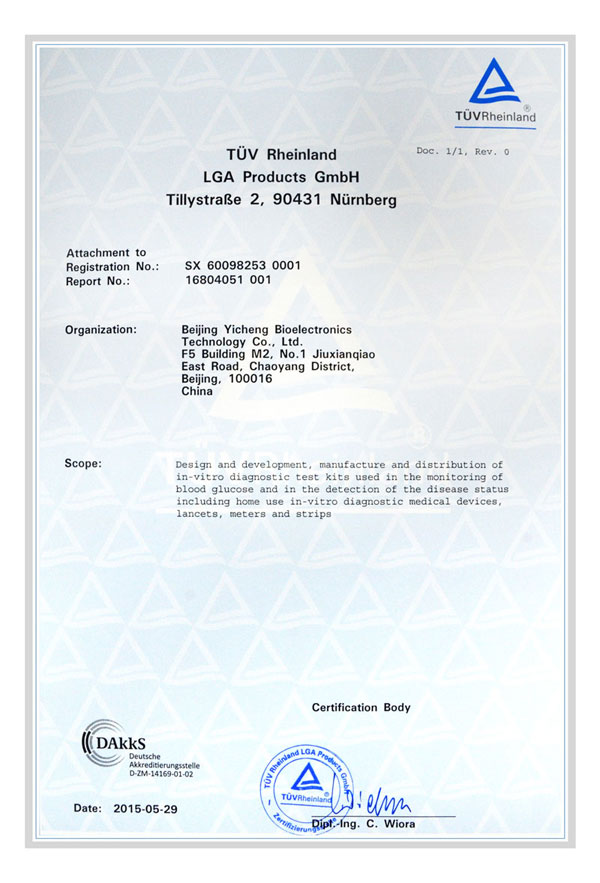 TÜVRheinland®
Doc. 1/1, Rev. 0
TÜV Rheinland
LGA Products GmbH
Tillystraße 2, 90431 Nürnberg
Attachment to
Registration No.: SX 60098253 0001
Report No.: 16804051 001
Organization: Beijing Yicheng Bioelectronics
Technology Co., Ltd.
F5 Building M2, No.1 Jiuxianqiao
East Road, Chaoyang District,
Beijing, 100016
China
Scope: Design and development, manufacture and distribution of
in-vitro diagnostic test kits used in the monitoring of
blood glucose and in the detection of the disease status
including home use in-vitro diagnostic medical devices,
lancets, meters and strips
Certification Body
DAkkS
Deutsche
Akkreditierungsstelle
D-ZM-14169-01-02
TÜV Rheinland LGA Products GmbH
TÜVRheinland®
Zertifizierungsstelle
Date: 2015-05-29
Dipl.-Ing. C. Wiora